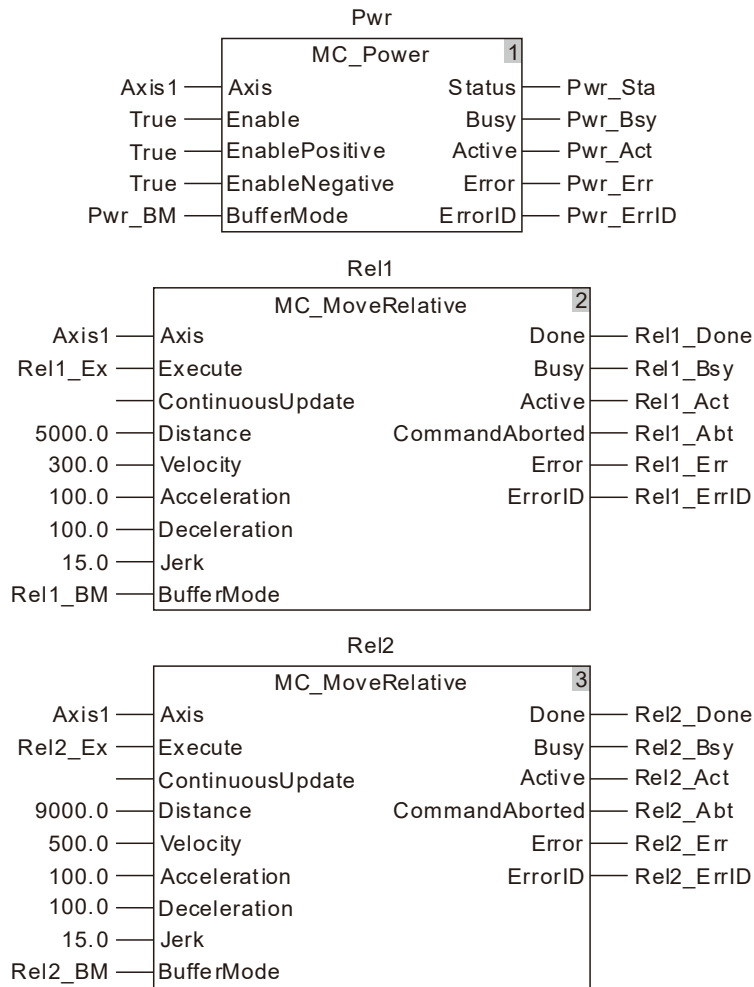 Pwr
MC_Power 1
Axis1 Axis Status Pwr_Sta
True Enable Busy Pwr_Bsy
True EnablePositive Active Pwr_Act
True EnableNegative Error Pwr_Err
Pwr_BM BufferMode ErrorID Pwr_ErrID
Rel1
MC_MoveRelative 2
Axis1 Axis Done Rel1_Done
Rel1_Ex Execute Busy Rel1_Bsy
ContinuousUpdate Active Rel1_Act
5000.0 Distance CommandAborted Rel1_Abt
300.0 Velocity Error Rel1_Err
100.0 Acceleration ErrorID Rel1_ErrID
100.0 Deceleration
15.0 Jerk
Rel1_BM BufferMode
Rel2
MC_MoveRelative 3
Axis1 Axis Done Rel2_Done
Rel2_Ex Execute Busy Rel2_Bsy
ContinuousUpdate Active Rel2_Act
9000.0 Distance CommandAborted Rel2_Abt
500.0 Velocity Error Rel2_Err
100.0 Acceleration ErrorID Rel2_ErrID
100.0 Deceleration
15.0 Jerk
Rel2_BM BufferMode